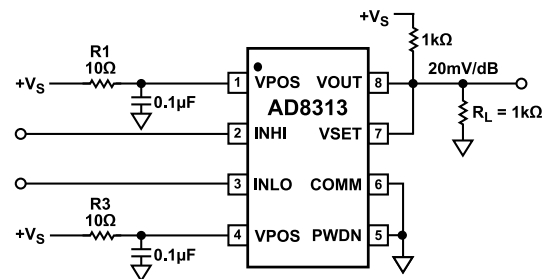 +VS
1kΩ
R1
10Ω
+VS
0.1µF
1 VPOS VOUT 8
20mV/dB
AD8313
RL = 1kΩ
2 INHI VSET 7
3 INLO COMM 6
R3
10Ω
+VS
4 VPOS PWDN 5
0.1µF